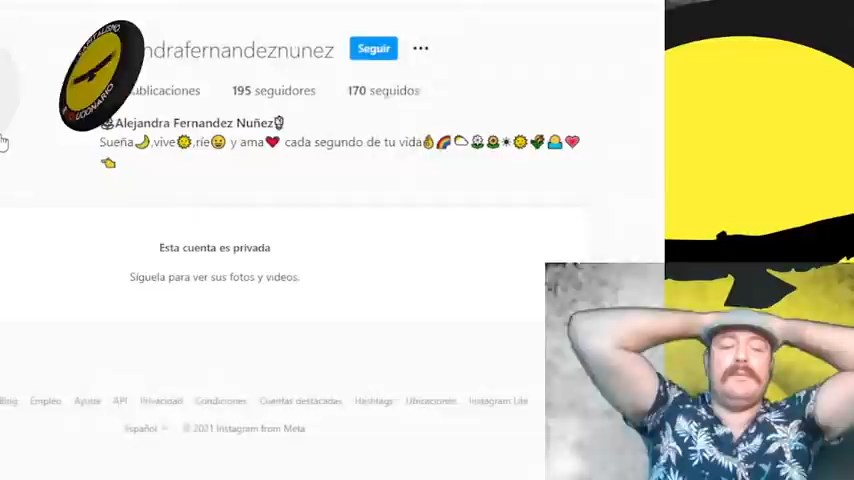 CAPITALISMO
ndrafernandeznunez Seguir
ublicaciones 195 seguidores 170 seguidos
Alejandra Fernandez Nuñez
Sueña🌙,vive🌞,ríe😉 y ama❤️ cada segundo de tu vida
Esta cuenta es privada
Síguela para ver sus fotos y videos.
Blog Empleo Ayuda API Privacidad Condiciones Cuentas destacadas Hashtags Ubicaciones Instagram Lite
Español © 2021 Instagram from Meta